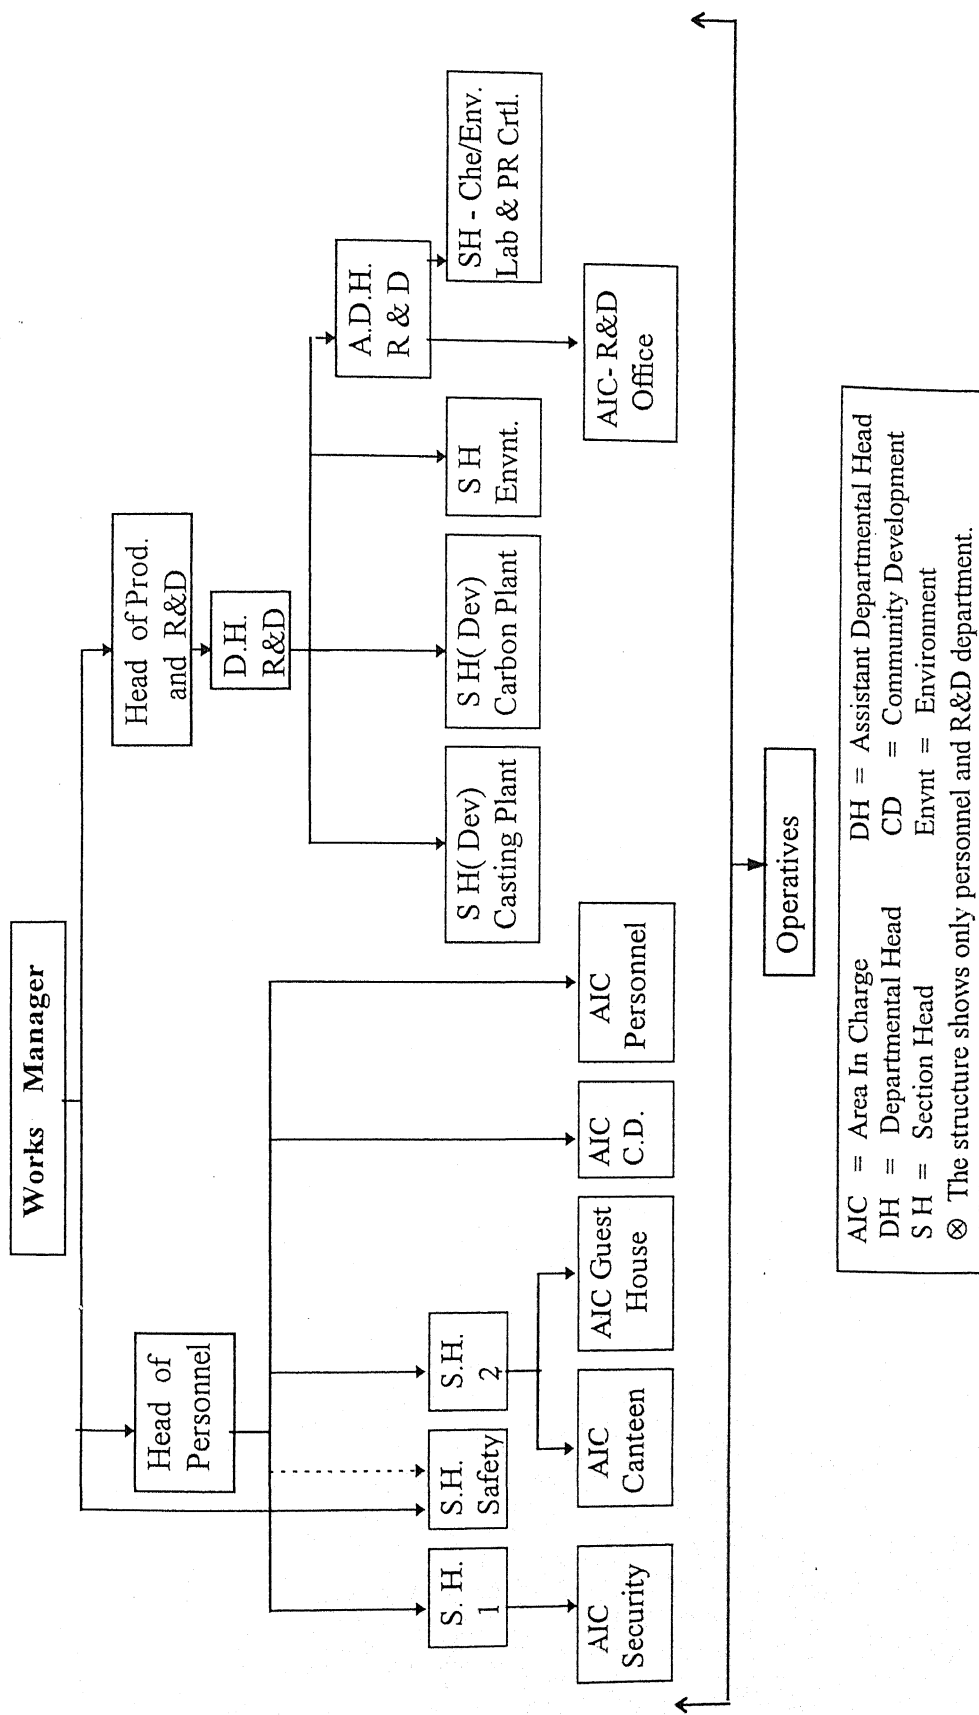 Works Manager
Head of
Personnel
Head of Prod.
and R&D
D.H.
R&D
A.D.H.
R & D
S. H.
1
S.H.
Safety
S.H.
2
S H( Dev)
Casting Plant
S H( Dev)
Carbon Plant
S H
Envnt.
SH - Che/Env.
Lab & PR Crtl.
AIC
Security
AIC
Canteen
AIC Guest
House
AIC
C.D.
AIC
Personnel
AIC- R&D
Office
Operatives
AIC = Area In Charge DH = Assistant Departmental Head
DH = Departmental Head CD = Community Development
S H = Section Head Envnt = Environment
⊗ The structure shows only personnel and R&D department.